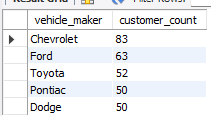 vehicle_maker customer_count
Chevrolet 83
Ford 63
Toyota 52
Pontiac 50
Dodge 50